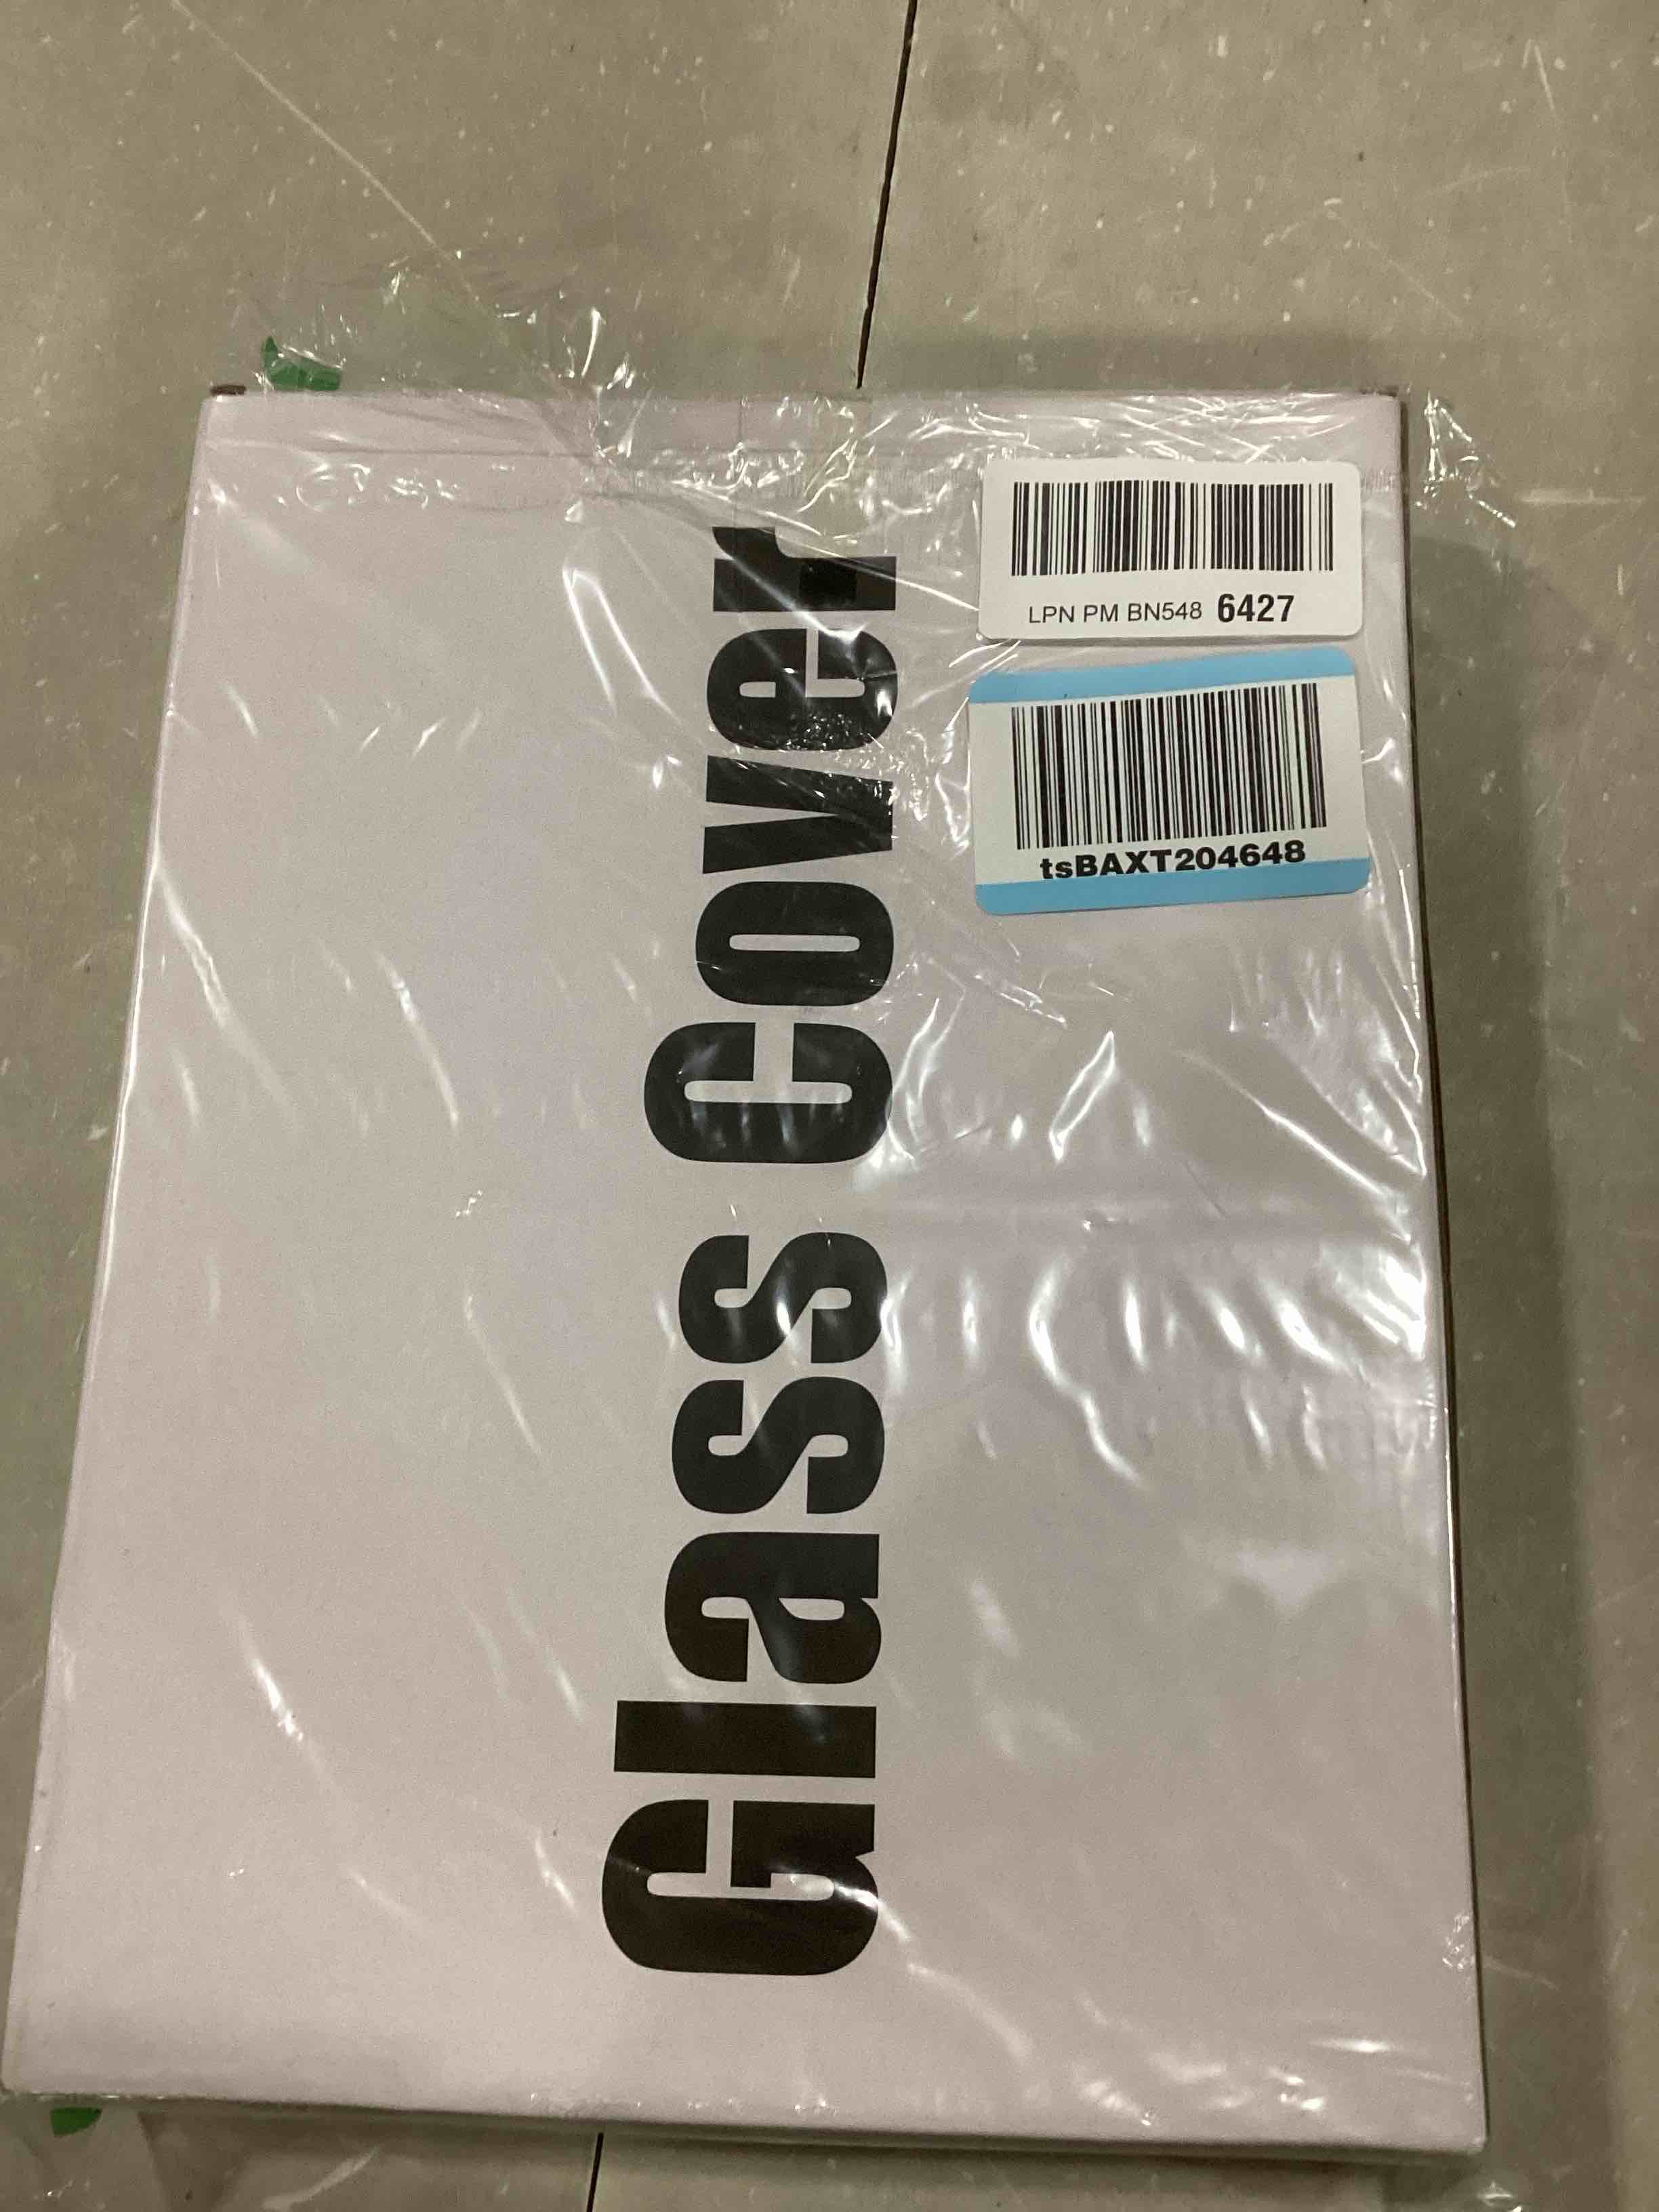 LPN PM BN548 6427
tsBAXT204648
Glass Cover